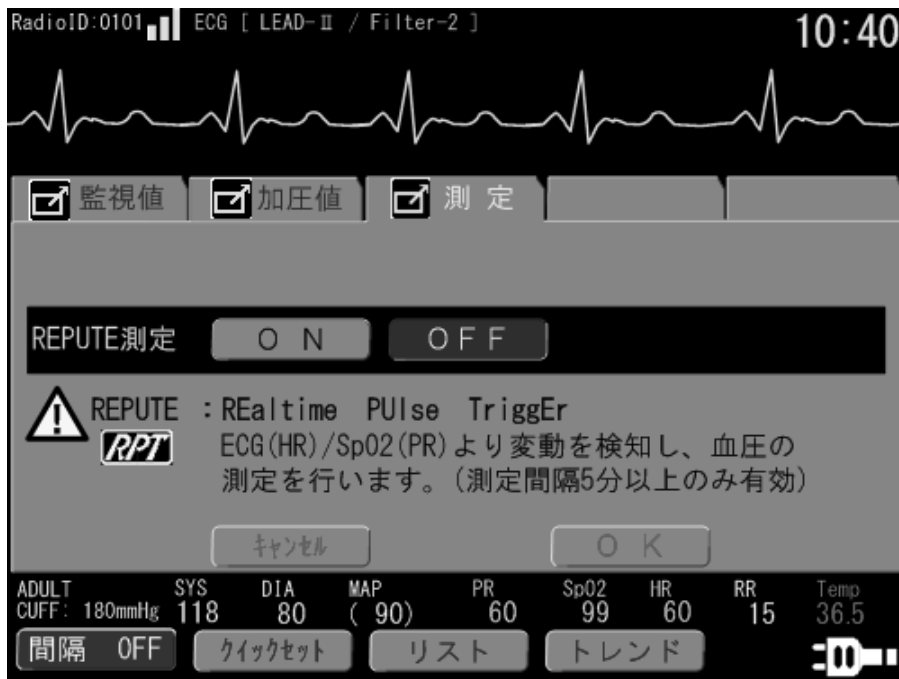 RadioID:0101 ECG [ LEAD-Ⅱ / Filter-2 ] 10:40
監視値 加圧値 測 定
REPUTE測定 O N O F F
REPUTE : REaltime PUlse TriggEr
RPT ECG(HR)/SpO2(PR)より変動を検知し、血圧の
測定を行います。(測定間隔5分以上のみ有効)
ｷｬﾝｾﾙ O K
ADULT SYS DIA MAP PR SpO2 HR RR Temp
CUFF: 180mmHg 118 80 ( 90) 60 99 60 15 36.5
間隔 OFF ｸｲｯｸｾｯﾄ リスト トレンド